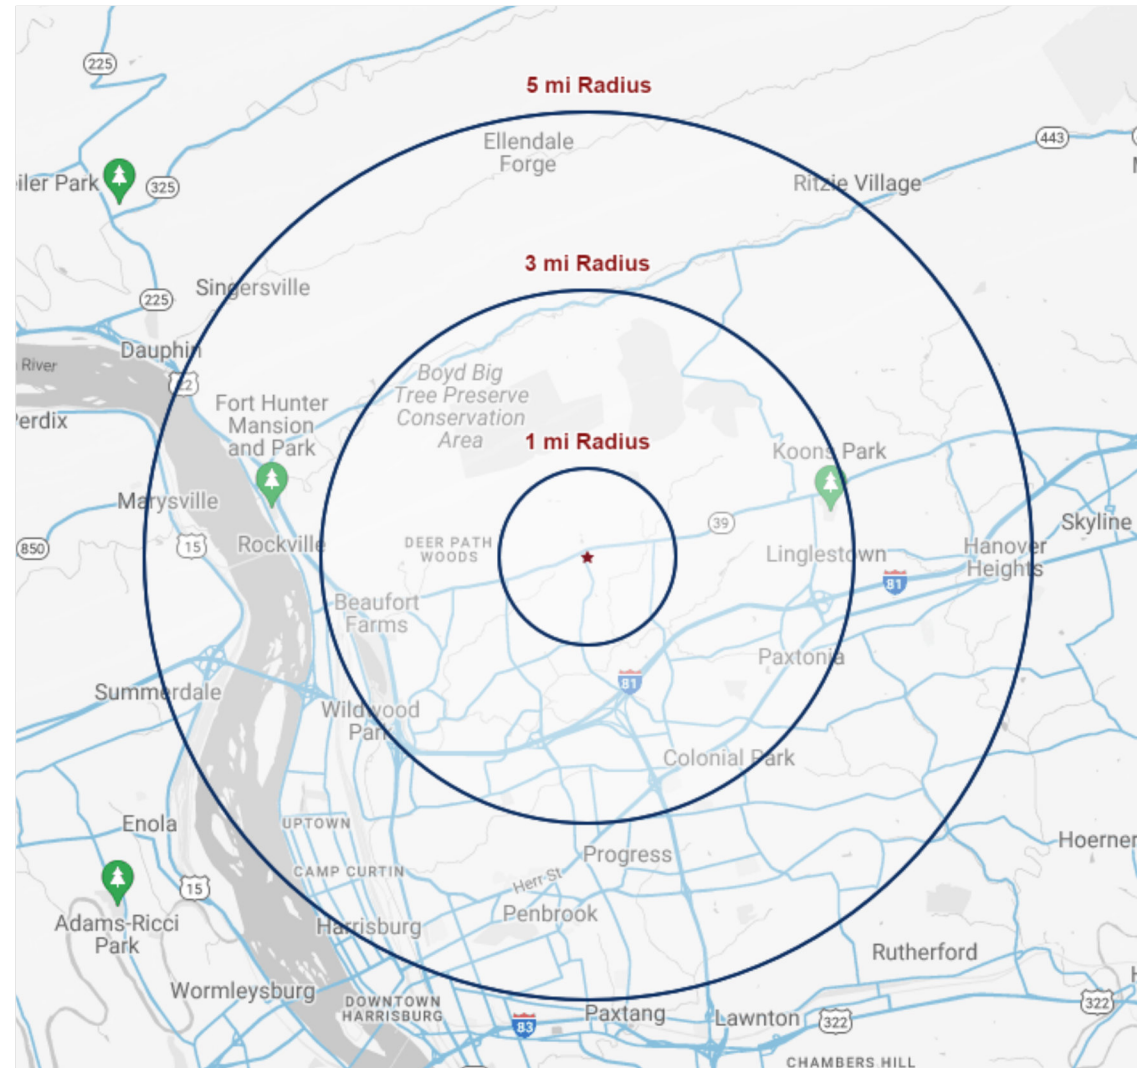 5 mi Radius
225
Ellendale
Forge
443
iler Park
325
Ritzie Village
3 mi Radius
Singersville
225
Dauphin
River
22
Boyd Big
Tree Preserve
Conservation
Area
Fort Hunter
Mansion
and Park
erdix
1 mi Radius
Koons Park
Marysville
39
Skyline
850
15
Rockville
DEER PATH
WOODS
Linglestown
Hanover
Heights
81
Beaufort
Farms
Paxtonia
81
Summerdale
Wildwood
Park
Colonial Park
Enola
UPTOWN
Hoerner
Progress
CAMP CURTIN
15
Herr St
Penbrook
Adams-Ricci
Park
Harrisburg
Rutherford
Wormleysburg
DOWNTOWN
HARRISBURG
Paxtang
Lawnton
83
322
322
CHAMBERS HILL